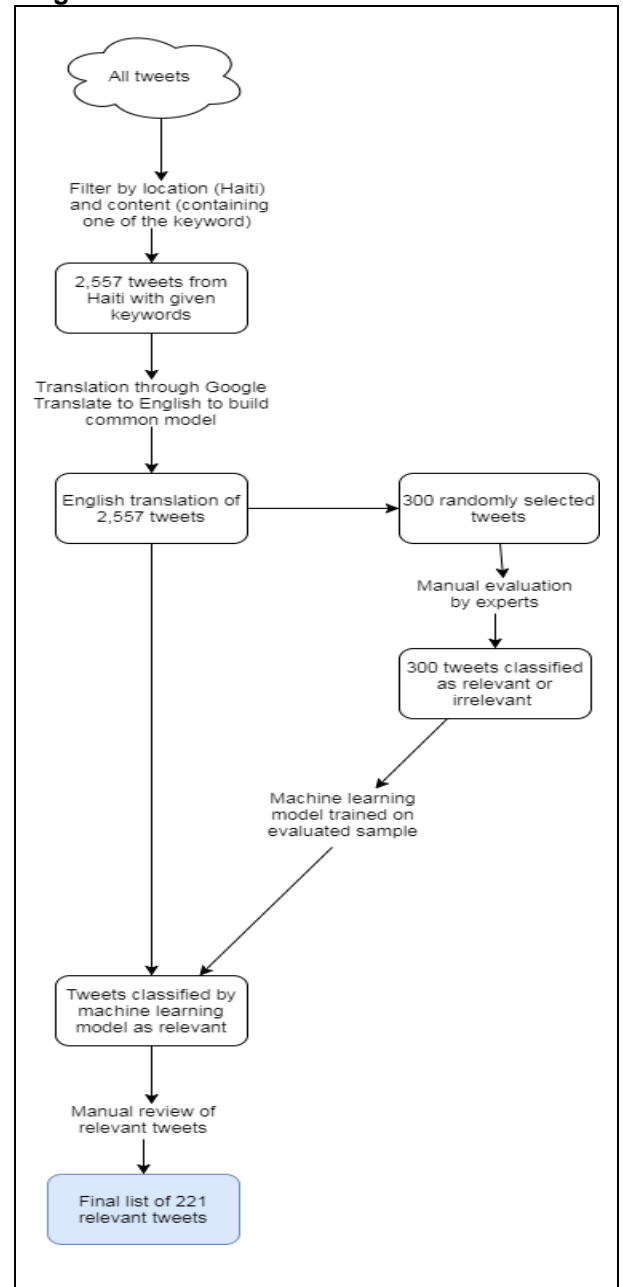 All tweets
Filter by location (Haiti)
and content (containing
one of the keyword)
2,557 tweets from
Haiti with given
keywords
Translation through Google
Translate to English to build
common model
English translation of
2,557 tweets
300 randomly selected
tweets
Manual evaluation
by experts
300 tweets classified
as relevant or
irrelevant
Machine learning
model trained on
evaluated sample
Tweets classified by
machine learning
model as relevant
Manual review of
relevant tweets
Final list of 221
relevant tweets